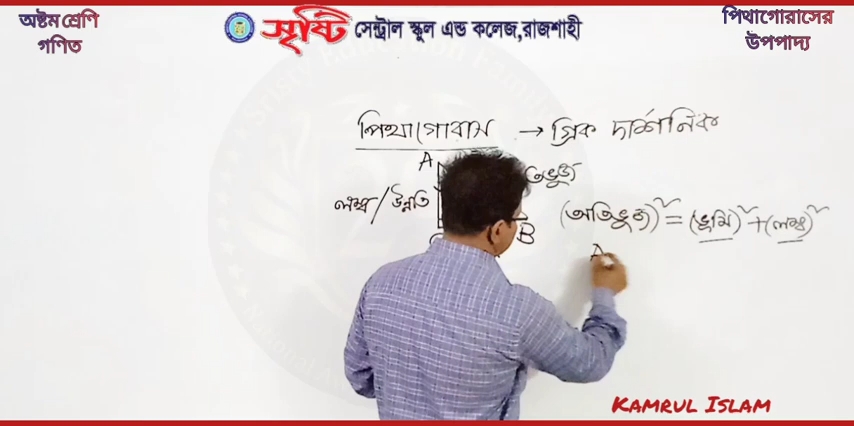 অষ্টম শ্রেণি
গণিত
সৃষ্টি সেন্ট্রাল স্কুল এন্ড কলেজ,রাজশাহী
পিথাগোরাসের
উপপাদ্য
পিথাগোরাস → গ্রিক দার্শনিক
A
লম্ব/উন্নতি
B
(অতিভুজ)² = (ভূমি)² + (লম্ব)²
A
KAMRUL ISLAM